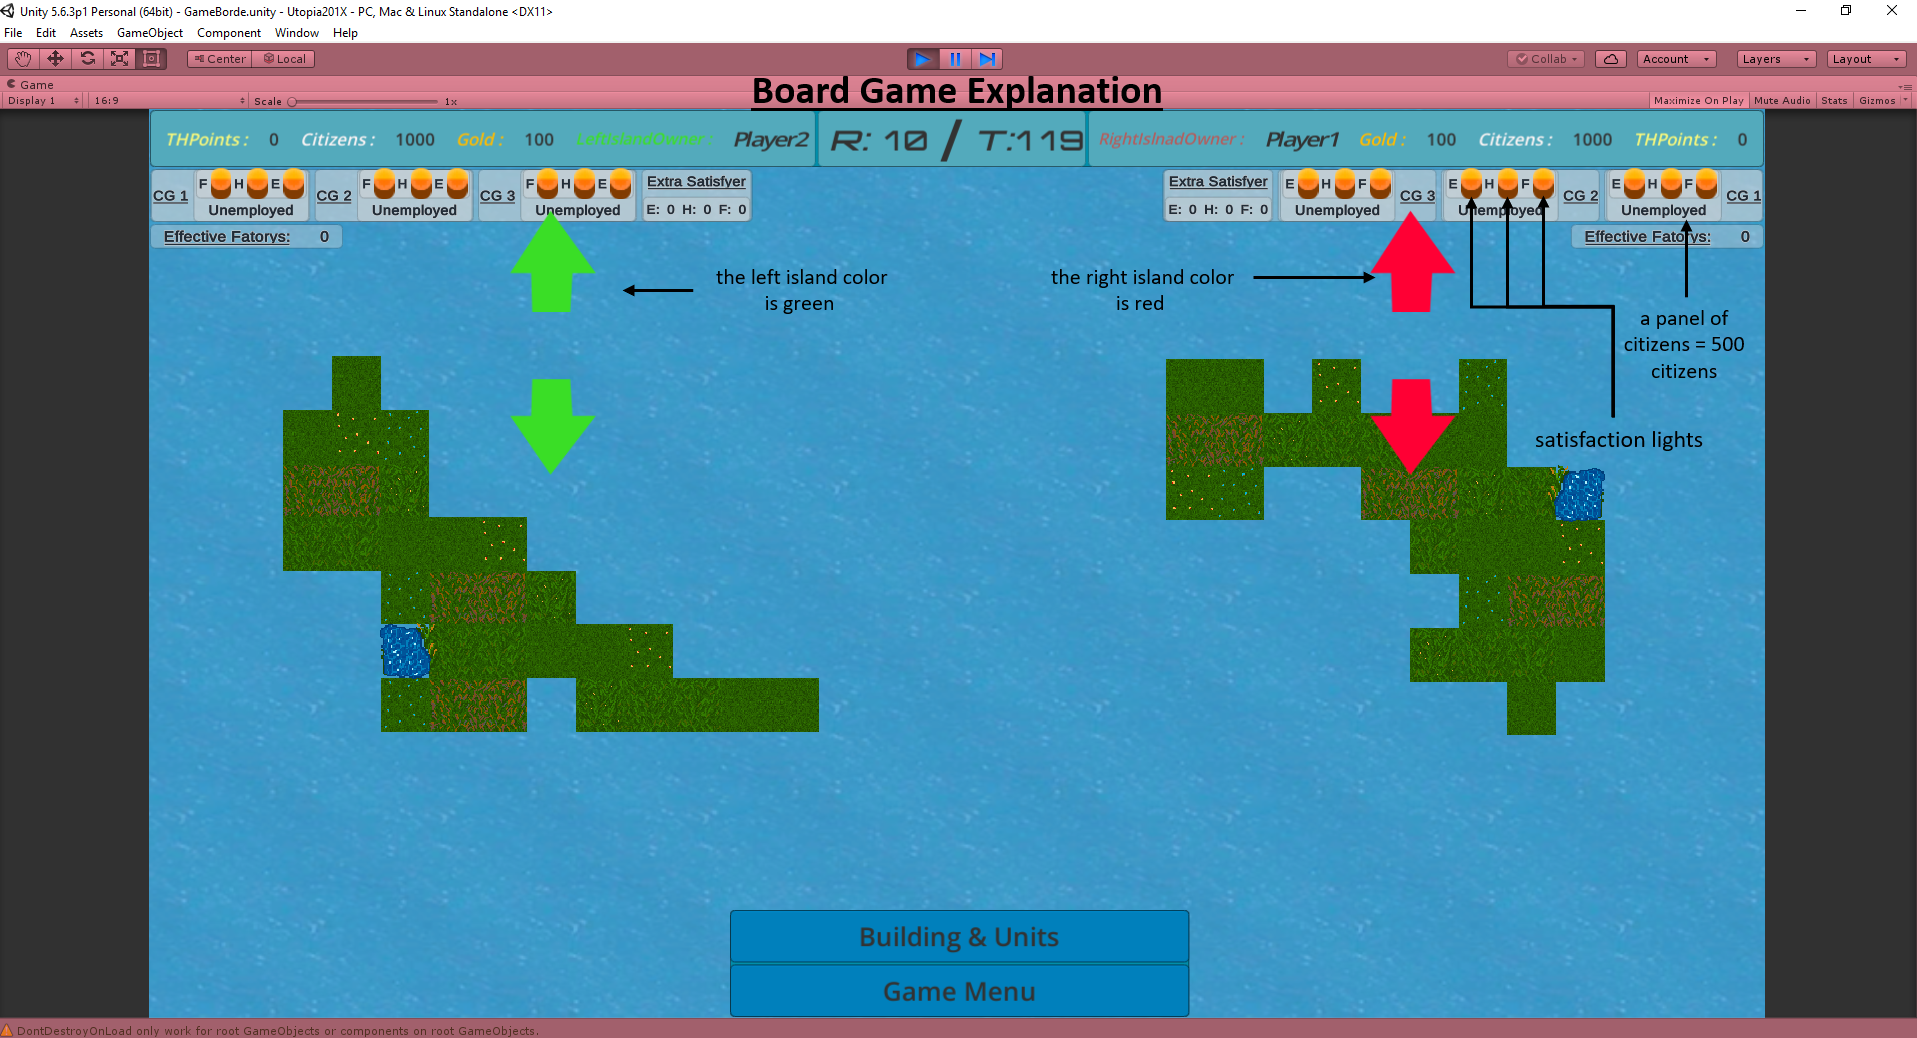 Unity 5.6.3p1 Personal (64bit) - GameBorde.unity - Utopia201X - PC, Mac & Linux Standalone <DX11>
File Edit Assets GameObject Component Window Help
Center Local Collab Account Layers Layout
Game
Display 1 16:9 Scale 1x Maximize On Play Mute Audio Stats Gizmos
Board Game Explanation
THPoints : 0 Citizens : 1000 Gold : 100 LeftIslandOwner : Player2 R: 10 / T:119 RightIslnadOwner : Player1 Gold : 100 Citizens : 1000 THPoints : 0
CG 1 F H E Unemployed
CG 2 F H E Unemployed
CG 3 F H E Unemployed
Extra Satisfyer
E: 0 H: 0 F: 0
Extra Satisfyer
E: 0 H: 0 F: 0
E H F Unemployed CG 3
E H F Unemployed CG 2
E H F Unemployed CG 1
Effective Fatorys: 0
Effective Fatorys: 0
the left island color
is green
the right island color
is red
a panel of
citizens = 500
citizens
satisfaction lights
Building & Units
Game Menu
DontDestroyOnLoad only work for root GameObjects or components on root GameObjects.